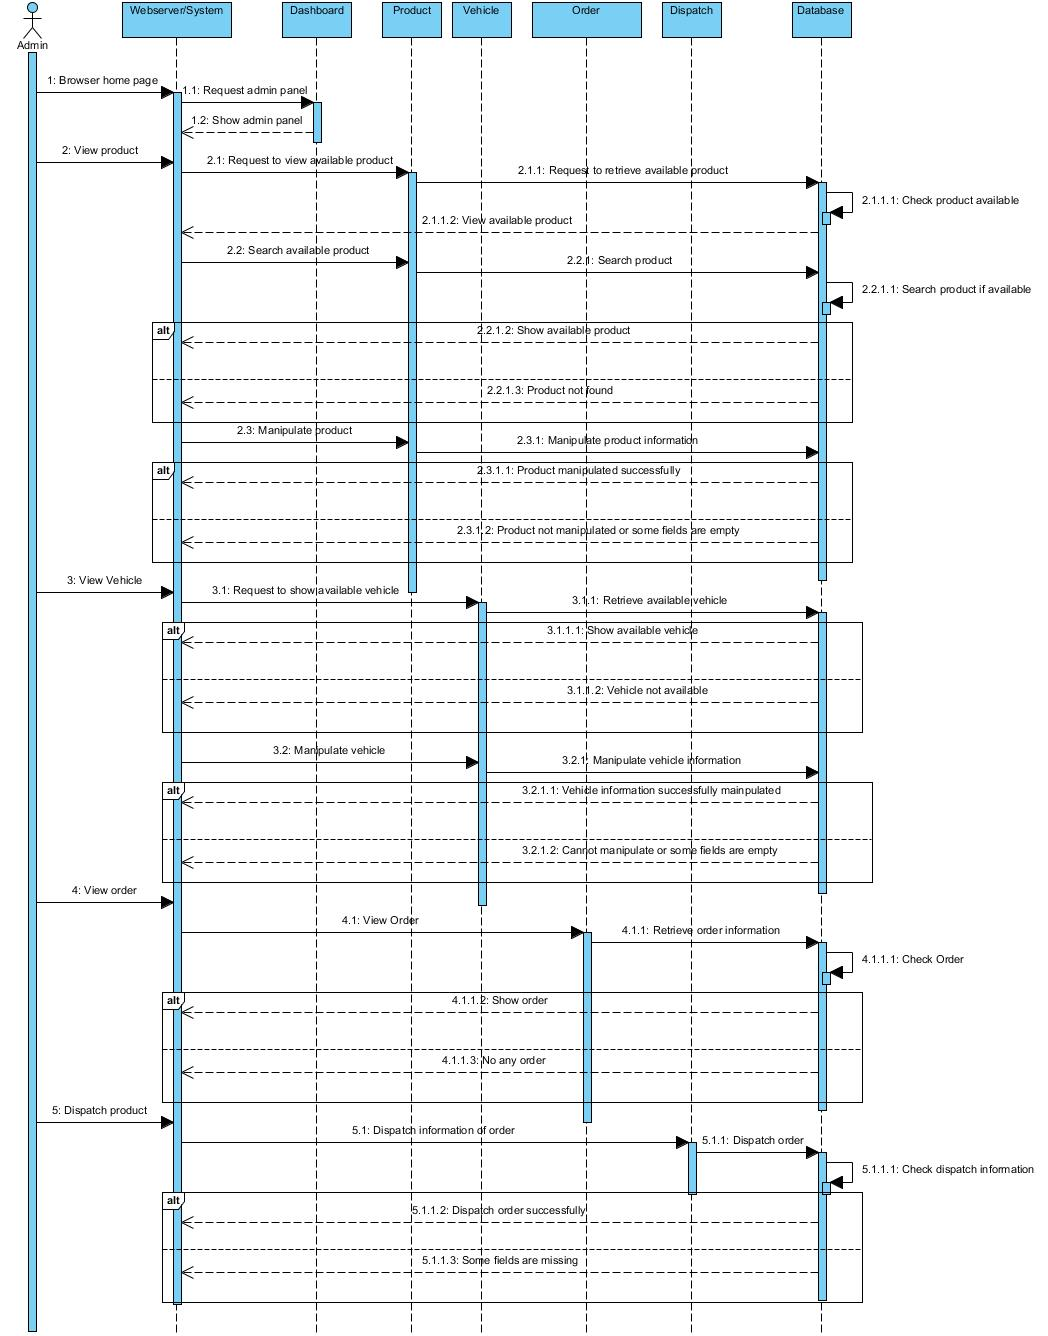 Webserver/System
Dashboard
Product
Vehicle
Order
Dispatch
Database
Admin
1: Browser home page
1.1: Request admin panel
1.2: Show admin panel
2: View product
2.1: Request to view available product
2.1.1: Request to retrieve available product
2.1.1.1: Check product available
2.1.1.2: View available product
2.2: Search available product
2.2.1: Search product
2.2.1.1: Search product if available
alt
2.2.1.2: Show available product
2.2.1.3: Product not found
2.3: Manipulate product
2.3.1: Manipulate product information
alt
2.3.1.1: Product manipulated successfully
2.3.1.2: Product not manipulated or some fields are empty
3: View Vehicle
3.1: Request to show available vehicle
3.1.1: Retrieve available vehicle
alt
3.1.1.1: Show available vehicle
3.1.1.2: Vehicle not available
3.2: Manipulate vehicle
3.2.1: Manipulate vehicle information
alt
3.2.1.1: Vehicle information successfully mainpulated
3.2.1.2: Cannot manipulate or some fields are empty
4: View order
4.1: View Order
4.1.1: Retrieve order information
4.1.1.1: Check Order
alt
4.1.1.2: Show order
4.1.1.3: No any order
5: Dispatch product
5.1: Dispatch information of order
5.1.1: Dispatch order
5.1.1.1: Check dispatch information
alt
5.1.1.2: Dispatch order successfully
5.1.1.3: Some fields are missing